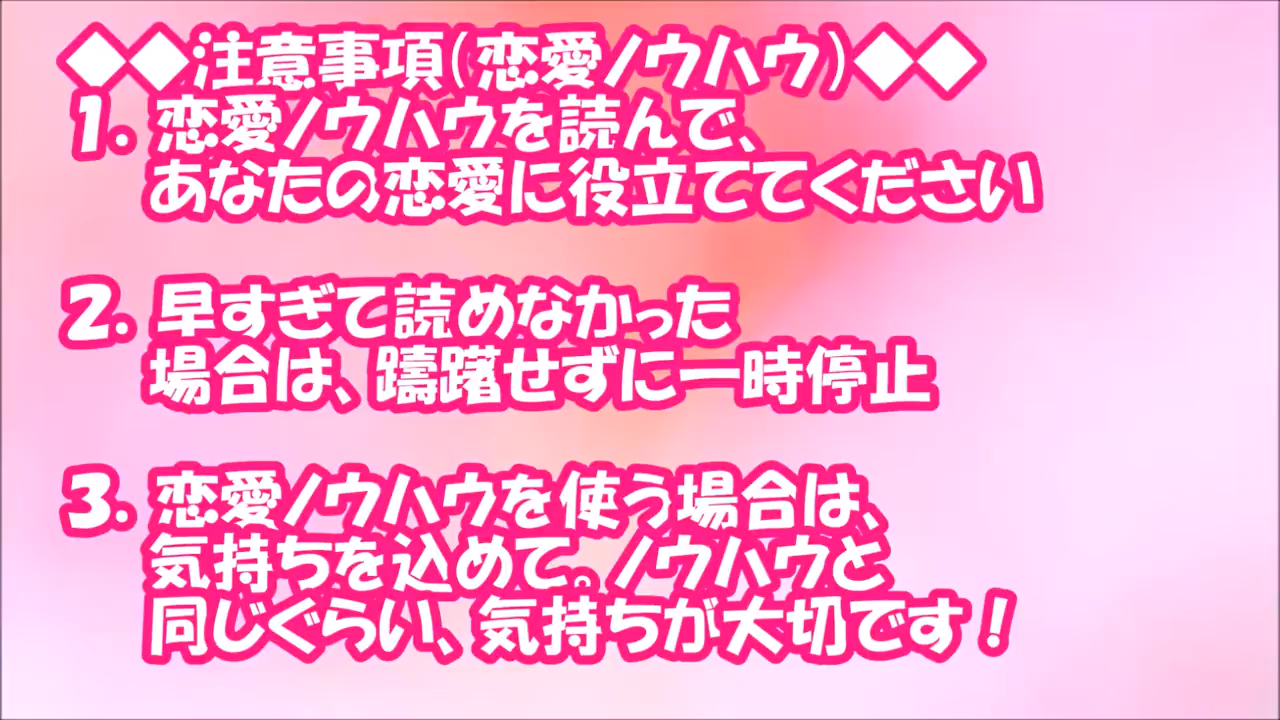 ◆◆注意事項(恋愛ノウハウ)◆◆
1. 恋愛ノウハウを読んで、
あなたの恋愛に役立ててください
2. 早すぎて読めなかった
場合は、躊躇せずに一時停止
3. 恋愛ノウハウを使う場合は、
気持ちを込めて。ノウハウと
同じぐらい、気持ちが大切です!